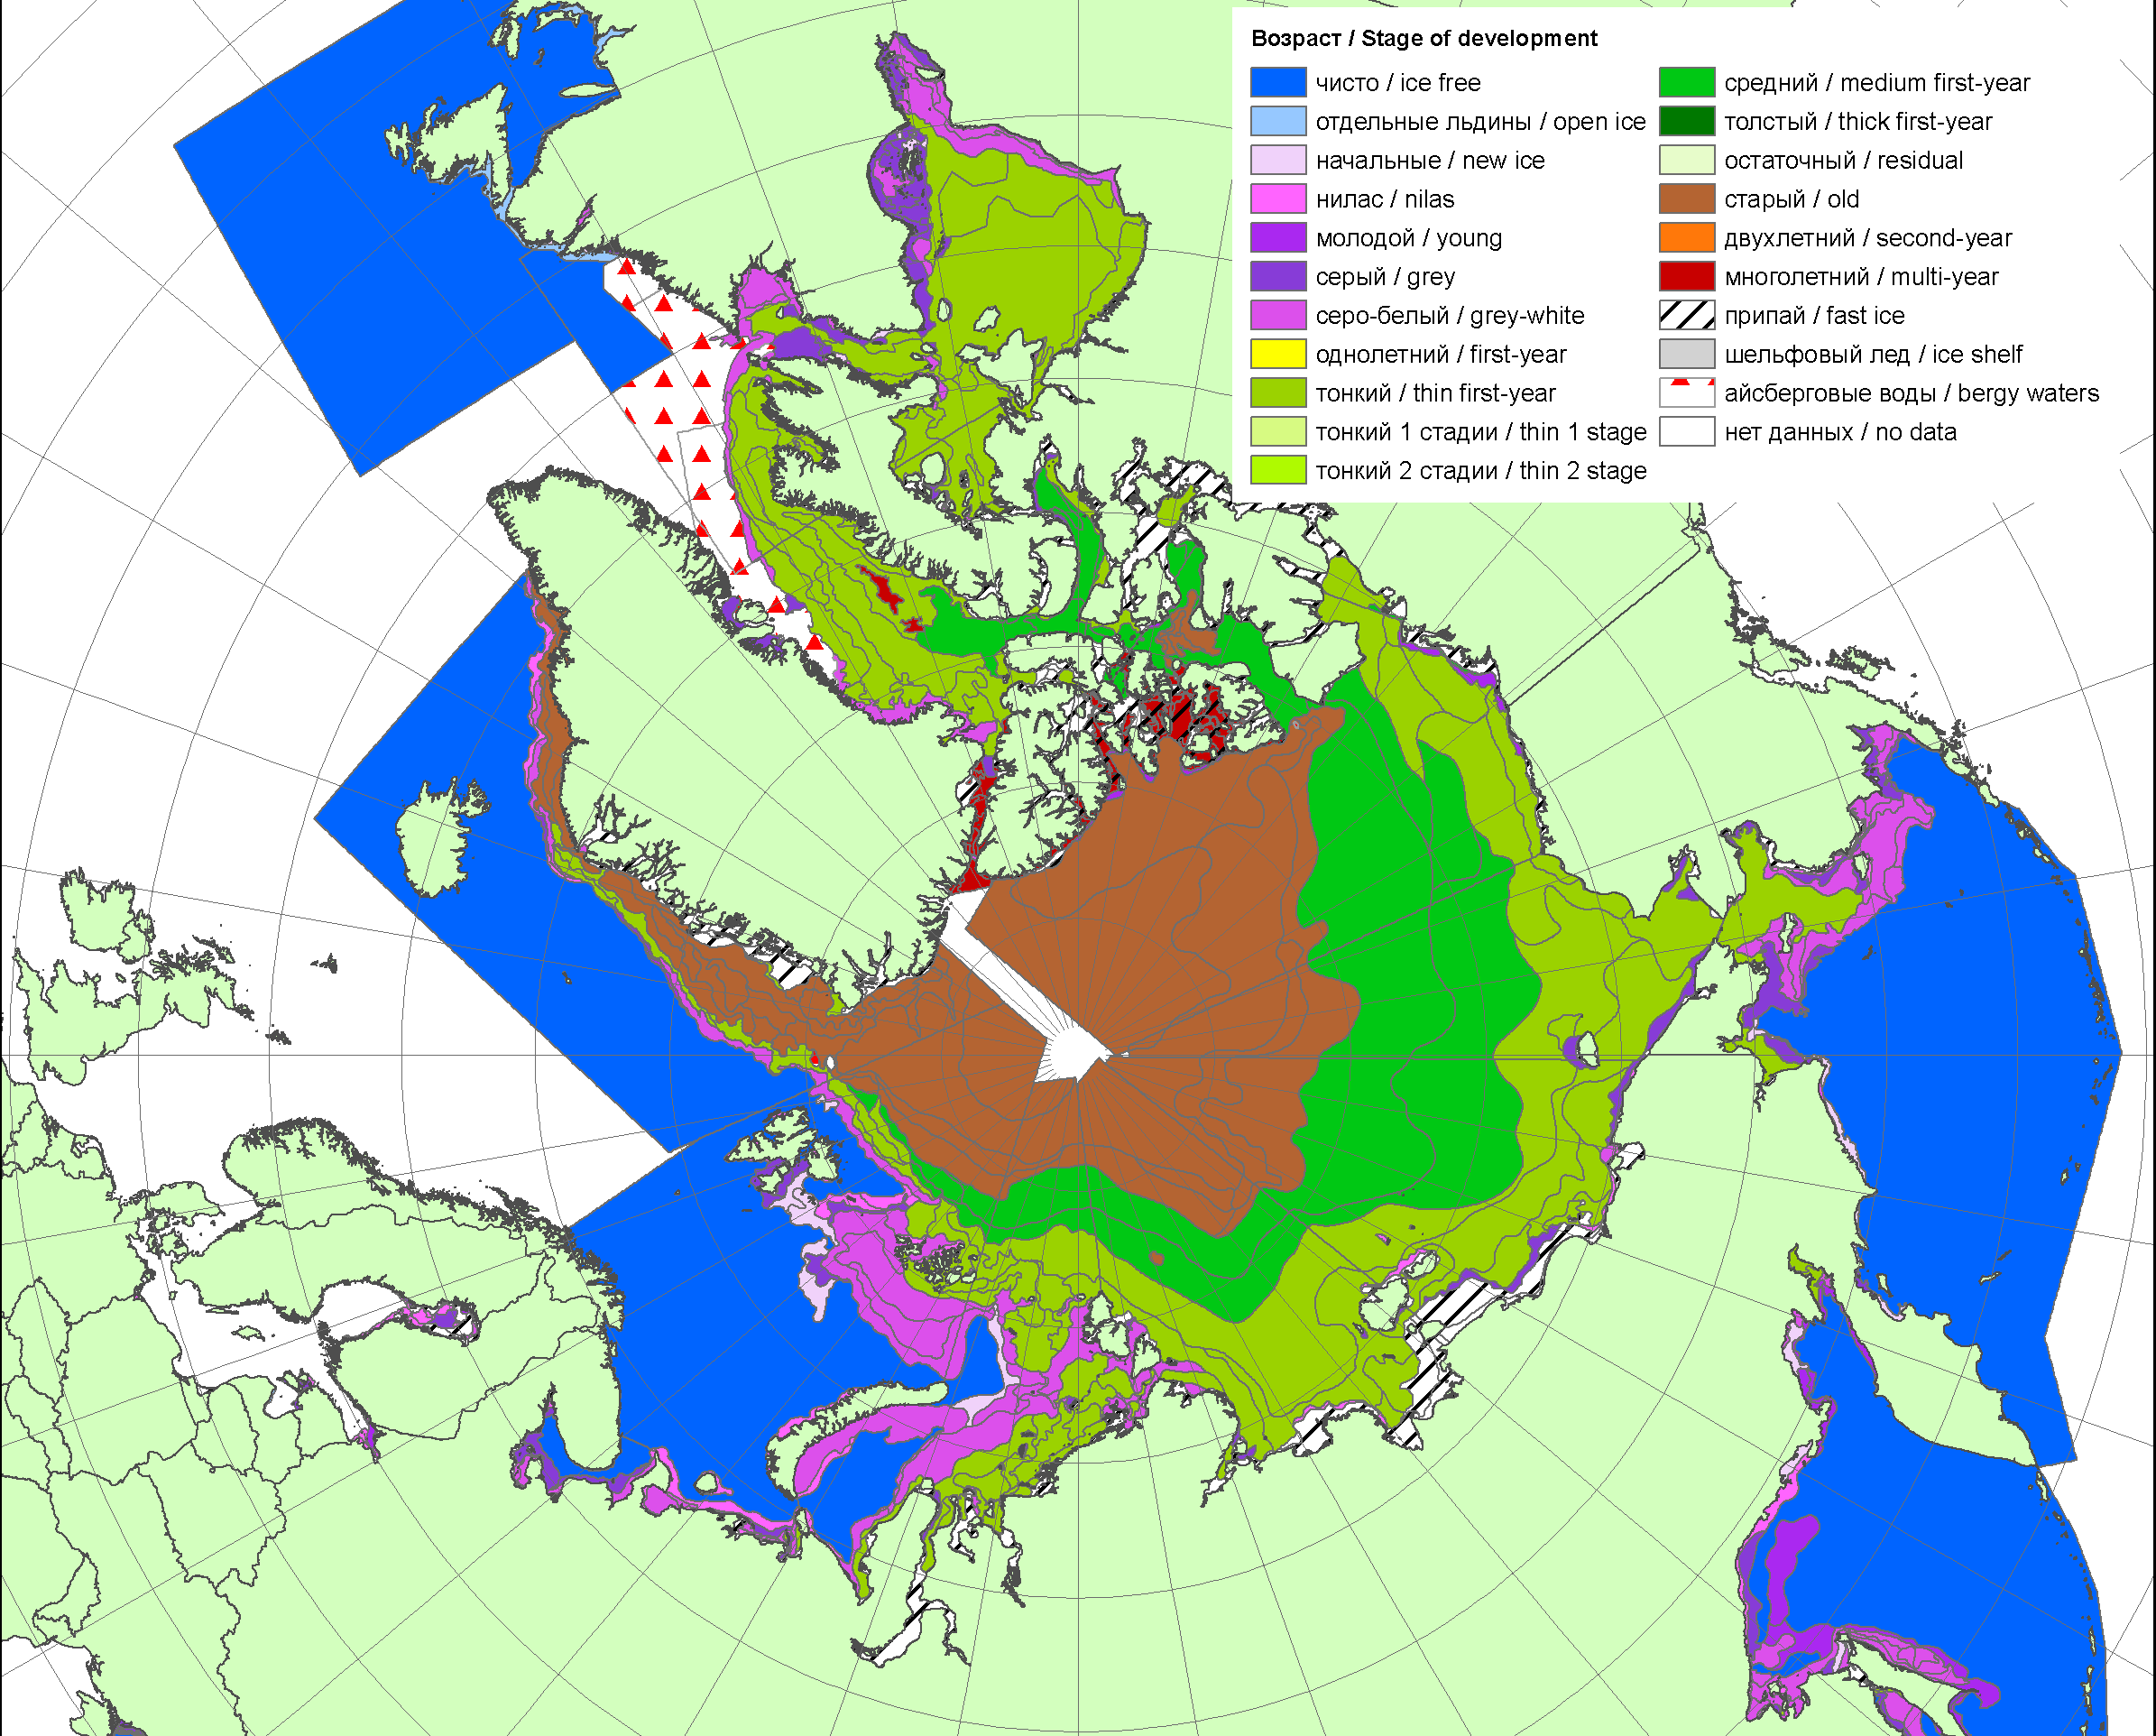 Возраст / Stage of development
чисто / ice free
отдельные льдины / open ice
начальные / new ice
нилас / nilas
молодой / young
серый / grey
серо-белый / grey-white
однолетний / first-year
тонкий / thin first-year
тонкий 1 стадии / thin 1 stage
тонкий 2 стадии / thin 2 stage
средний / medium first-year
толстый / thick first-year
остаточный / residual
старый / old
двухлетний / second-year
многолетний / multi-year
припай / fast ice
шельфовый лед / ice shelf
айсберговые воды / bergy waters
нет данных / no data